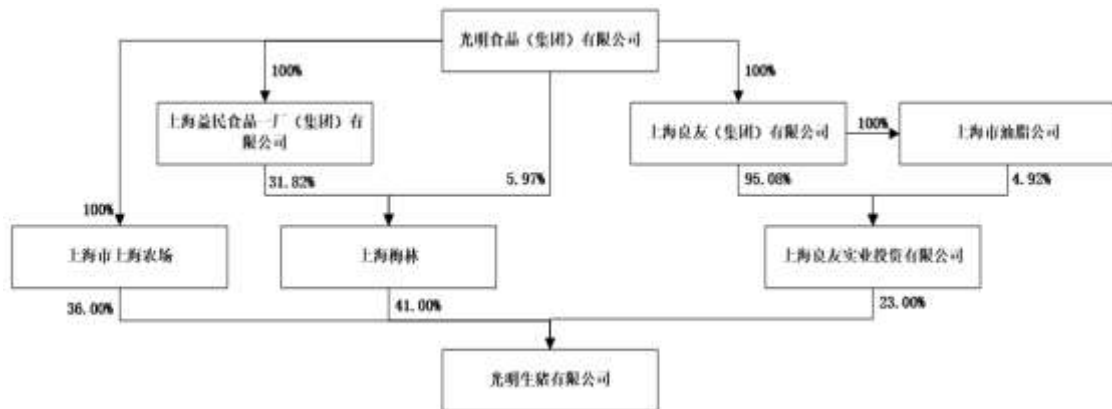 光明食品（集团）有限公司
100%
100%
上海益民食品一厂（集团）有
限公司
上海良友（集团）有限公司
100%
上海市油脂公司
31.82%
5.97%
95.08%
4.92%
100%
上海市上海农场
上海梅林
上海良友实业投资有限公司
36.00%
41.00%
23.00%
光明生猪有限公司